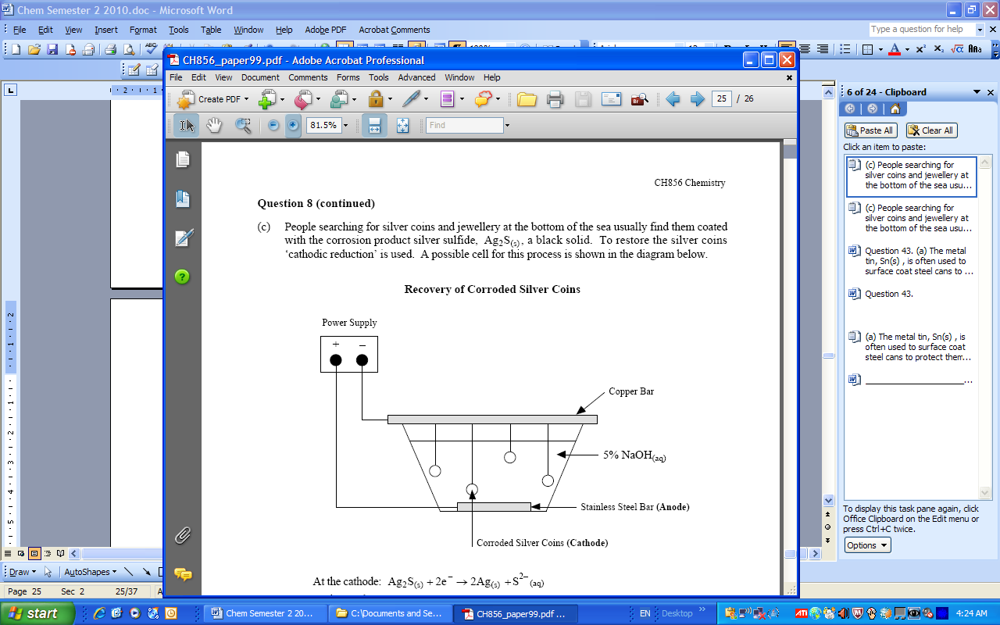 Chem Semester 2 2010.doc - Microsoft Word
File Edit View Insert Format Tools Table Window Help Adobe PDF Acrobat Comments
Type a question for help
CH856_paper99.pdf - Adobe Acrobat Professional
File Edit View Document Comments Forms Tools Advanced Window Help
Create PDF
25 / 26
81.5%
Find
CH856 Chemistry
Question 8 (continued)
(c) People searching for silver coins and jewellery at the bottom of the sea usually find them coated
with the corrosion product silver sulfide, Ag₂S(s), a black solid. To restore the silver coins
‘cathodic reduction’ is used. A possible cell for this process is shown in the diagram below.
Recovery of Corroded Silver Coins
Power Supply
+ –
Copper Bar
5% NaOH(aq)
Stainless Steel Bar (Anode)
Corroded Silver Coins (Cathode)
At the cathode: Ag₂S(s) + 2e⁻ → 2Ag(s) + S²⁻(aq)
6 of 24 - Clipboard
Paste All Clear All
Click an item to paste:
(c) People searching for
silver coins and jewellery at
the bottom of the sea usu...
(c) People searching for
silver coins and jewellery at
the bottom of the sea usu...
Question 43. (a) The metal
tin, Sn(s) , is often used to
surface coat steel cans to ...
Question 43.
(a) The metal tin, Sn(s) , is
often used to surface coat
steel cans to protect them...
______________________...
To display this task pane again, click
Office Clipboard on the Edit menu or
press Ctrl+C twice.
Options
Draw AutoShapes
Page 25 Sec 2 25/37
start
Chem Semester 2 20...
C:\Documents and Se...
CH856_paper99.pdf ...
EN
Desktop
4:24 AM